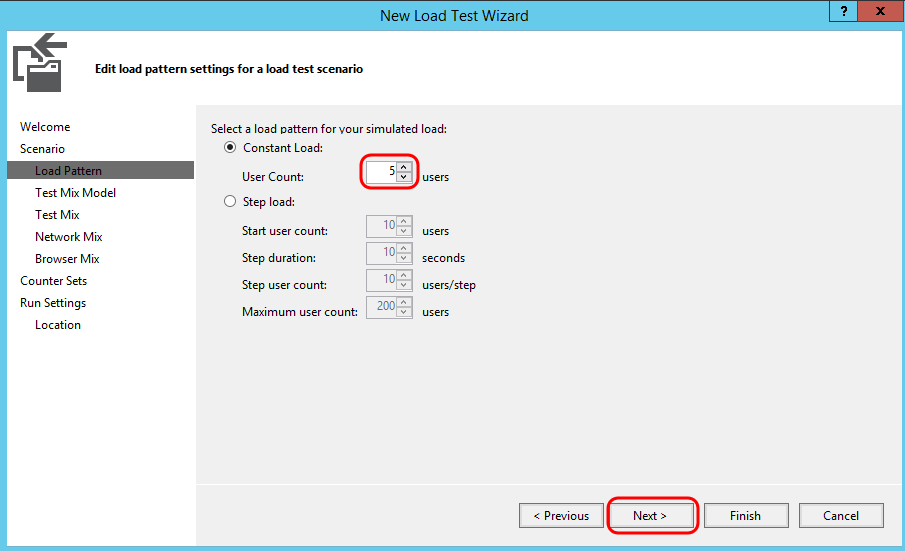 New Load Test Wizard
? X
Edit load pattern settings for a load test scenario
Welcome
Scenario
Load Pattern
Test Mix Model
Test Mix
Network Mix
Browser Mix
Counter Sets
Run Settings
Location
Select a load pattern for your simulated load:
Constant Load:
User Count: 5 users
Step load:
Start user count: 10 users
Step duration: 10 seconds
Step user count: 10 users/step
Maximum user count: 200 users
< Previous Next > Finish Cancel